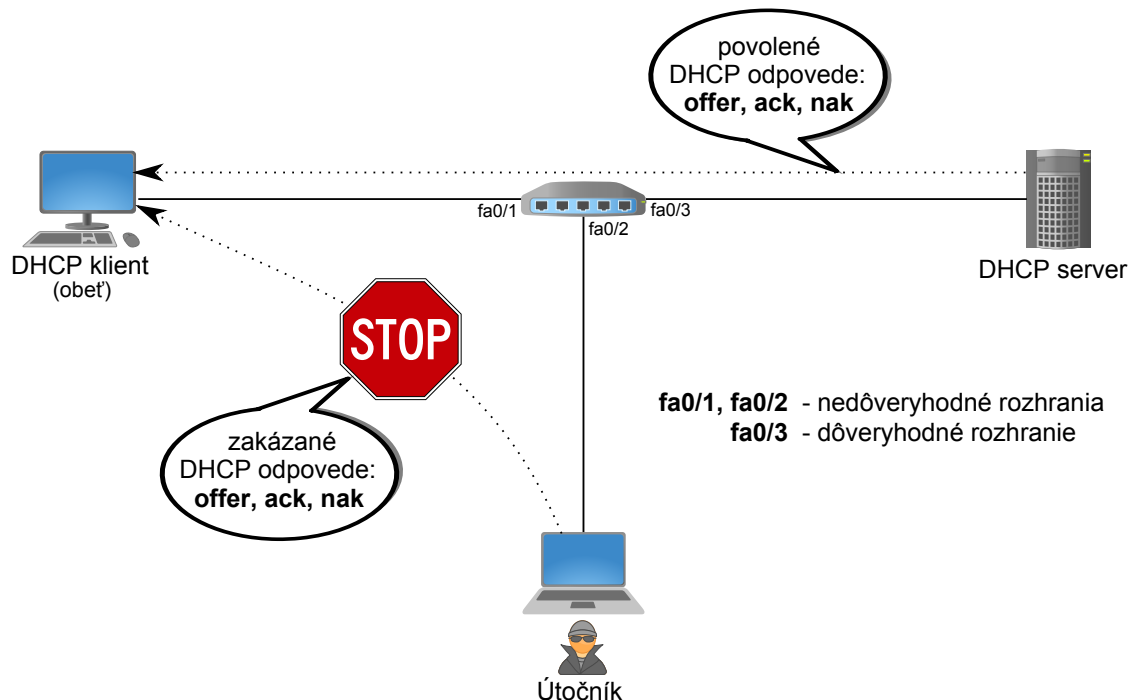 povolené
DHCP odpovede:
offer, ack, nak
fa0/1
fa0/3
fa0/2
DHCP klient
(obeť)
DHCP server
STOP
fa0/1, fa0/2 - nedôveryhodné rozhrania
fa0/3 - dôveryhodné rozhranie
zakázané
DHCP odpovede:
offer, ack, nak
Útočník